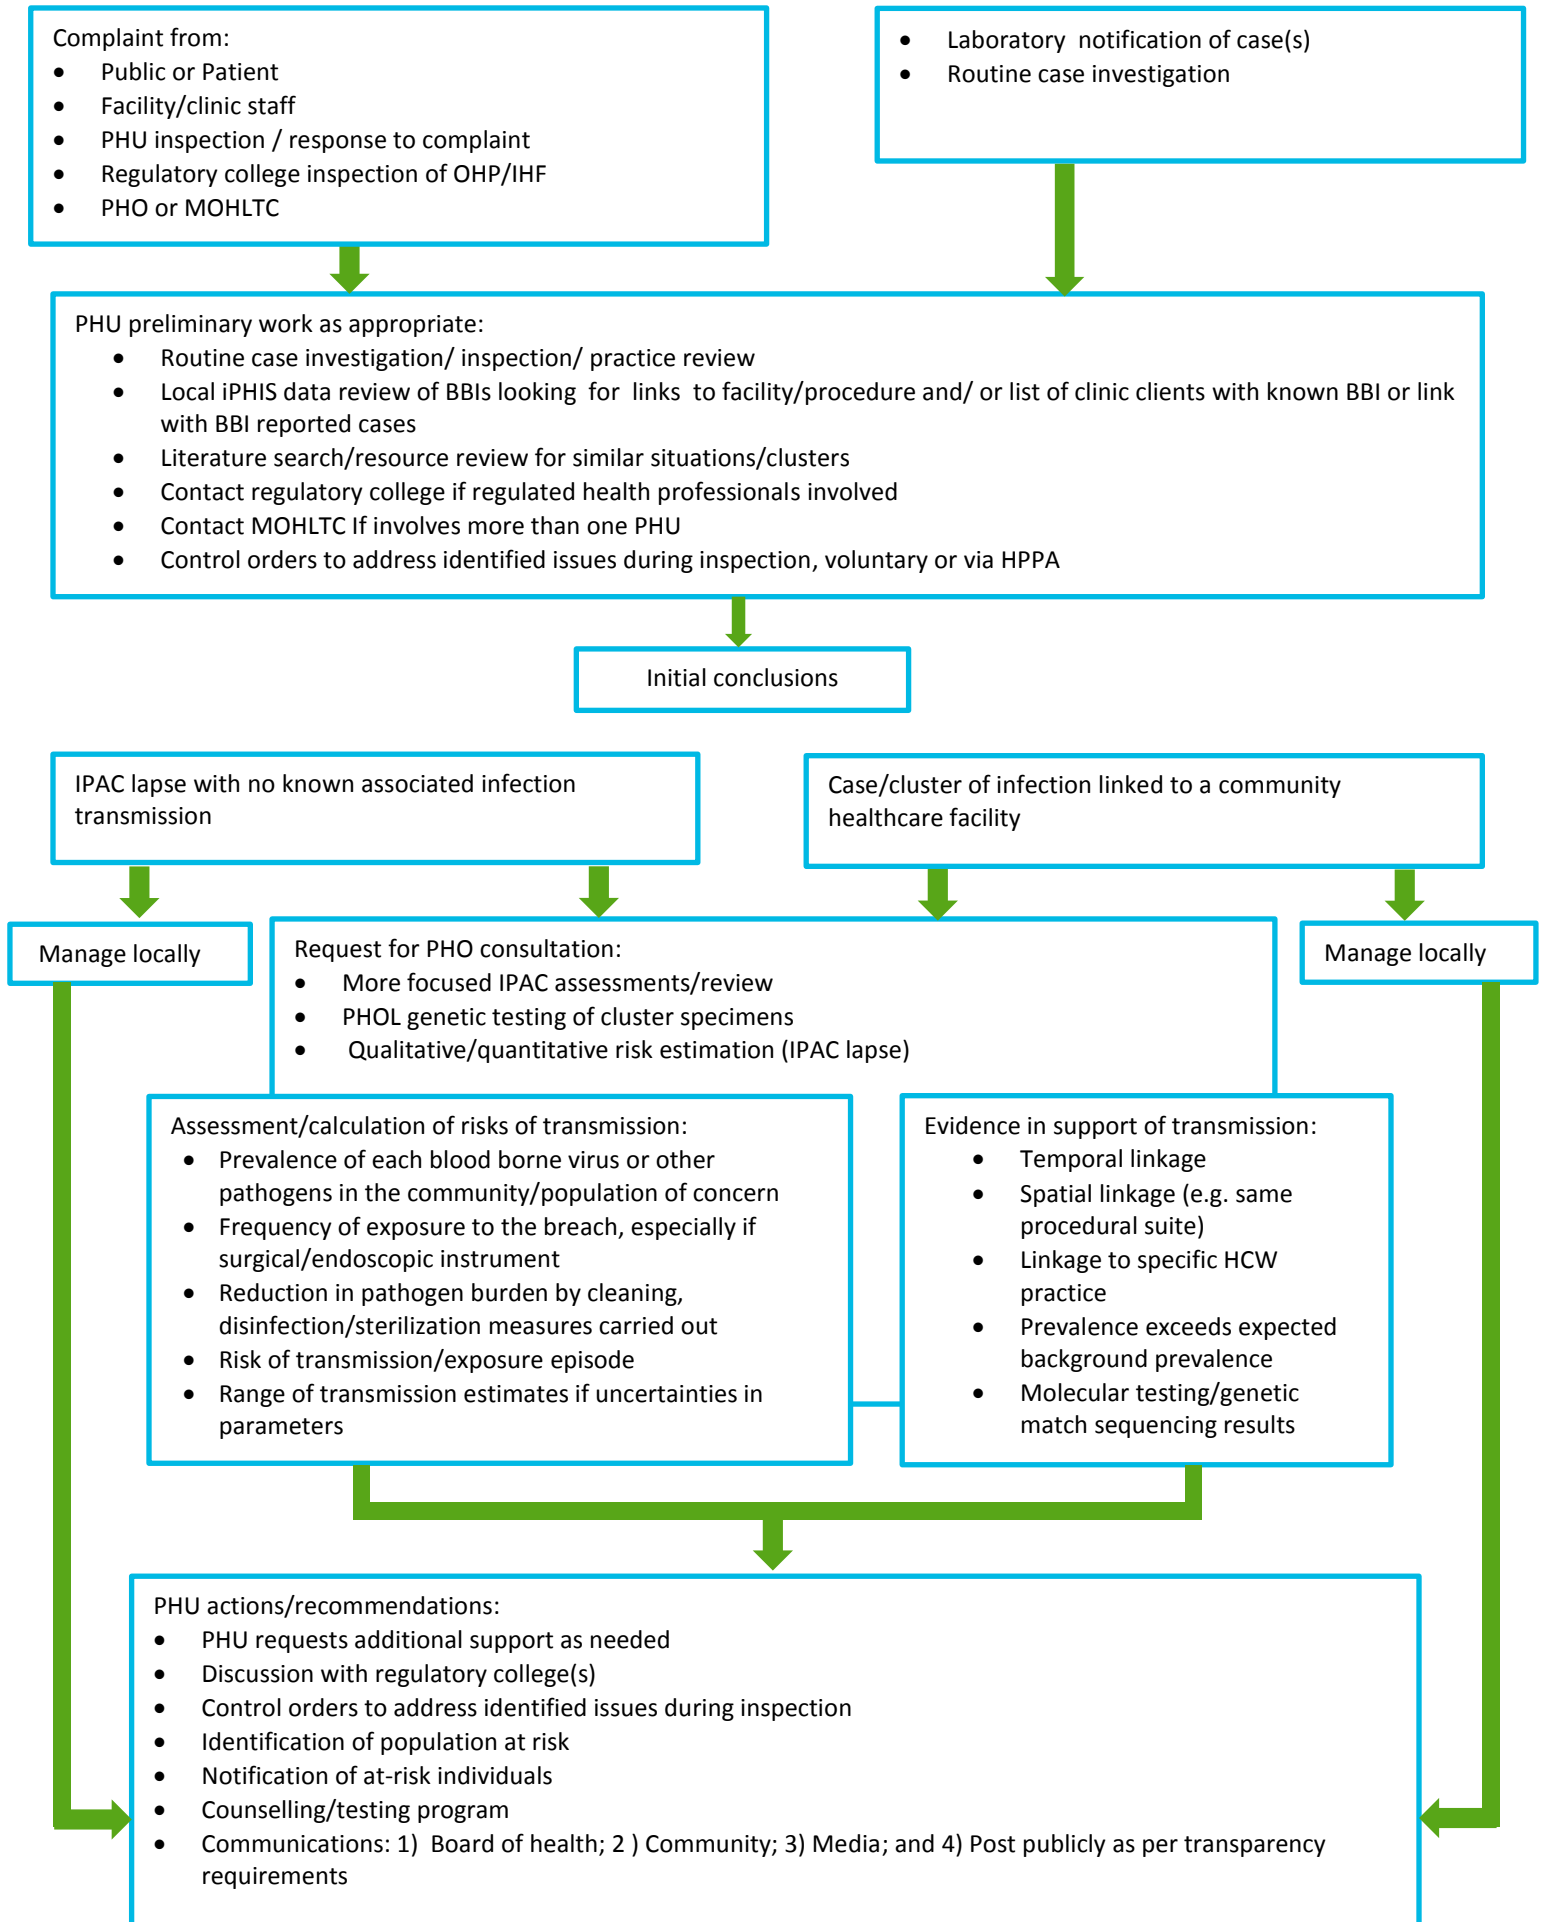 Complaint from:
• Public or Patient
• Facility/clinic staff
• PHU inspection / response to complaint
• Regulatory college inspection of OHP/IHF
• PHO or MOHLTC
• Laboratory notification of case(s)
• Routine case investigation
PHU preliminary work as appropriate:
• Routine case investigation/ inspection/ practice review
• Local iPHIS data review of BBIs looking for links to facility/procedure and/ or list of clinic clients with known BBI or link
with BBI reported cases
• Literature search/resource review for similar situations/clusters
• Contact regulatory college if regulated health professionals involved
• Contact MOHLTC If involves more than one PHU
• Control orders to address identified issues during inspection, voluntary or via HPPA
Initial conclusions
IPAC lapse with no known associated infection
transmission
Case/cluster of infection linked to a community
healthcare facility
Manage locally
Request for PHO consultation:
• More focused IPAC assessments/review
• PHOL genetic testing of cluster specimens
• Qualitative/quantitative risk estimation (IPAC lapse)
Manage locally
Assessment/calculation of risks of transmission:
• Prevalence of each blood borne virus or other
pathogens in the community/population of concern
• Frequency of exposure to the breach, especially if
surgical/endoscopic instrument
• Reduction in pathogen burden by cleaning,
disinfection/sterilization measures carried out
• Risk of transmission/exposure episode
• Range of transmission estimates if uncertainties in
parameters
Evidence in support of transmission:
• Temporal linkage
• Spatial linkage (e.g. same
procedural suite)
• Linkage to specific HCW
practice
• Prevalence exceeds expected
background prevalence
• Molecular testing/genetic
match sequencing results
PHU actions/recommendations:
• PHU requests additional support as needed
• Discussion with regulatory college(s)
• Control orders to address identified issues during inspection
• Identification of population at risk
• Notification of at-risk individuals
• Counselling/testing program
• Communications: 1) Board of health; 2 ) Community; 3) Media; and 4) Post publicly as per transparency
requirements